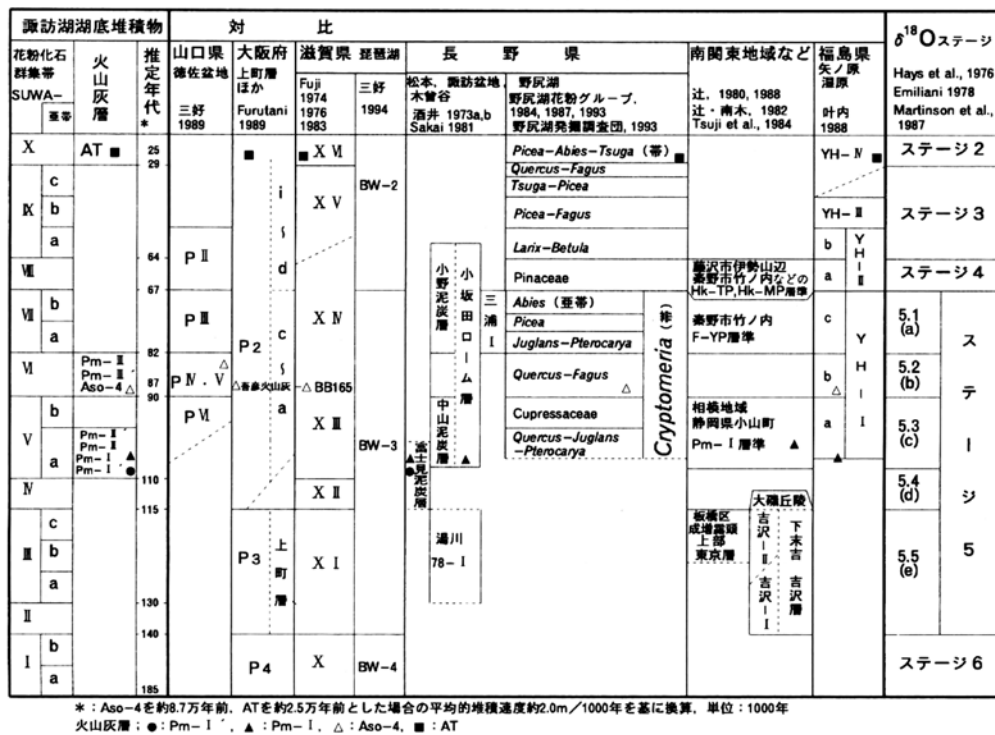 諏訪湖湖底堆積物
対 比
δ18Oステージ
花粉化石
群集帯
SUWA-
亜帯
火山灰層
推定年代
*
山口県
徳佐盆地
三好
1989
大阪府
上町層
ほか
Furutani
1989
滋賀県
Fuji
1974
1976
1983
琵琶湖
三好
1994
長 野 県
松本，諏訪盆地，
木曽谷
酒井 1973a,b
Sakai 1981
野尻湖
野尻湖花粉グループ，
1984, 1987, 1993
野尻湖発掘調査団，1993
南関東地域など
辻，1980, 1988
辻・南木，1982
Tsuji et al., 1984
福島県
矢ノ原
湿原
叶内
1988
Hays et al., 1976
Emiliani 1978
Martinson et al.,
1987
X
AT ■
25
29
■
■
X Ⅵ
Picea-Abies-Tsuga（帯）■
YH-Ⅳ ■
ステージ2
Ⅸ
c
b
a
i
～
d
X Ⅴ
BW-2
Quercus-Fagus
Tsuga-Picea
Picea-Fagus
YH-Ⅲ
ステージ3
P Ⅱ
Larix-Betula
b
YH-Ⅱ
Ⅷ
64
67
Pinaceae
藤沢市伊勢山辺
秦野市竹ノ内などの
Hk-TP,Hk-MP層準
a
ステージ4
小野泥炭層
小坂田ローム層
三浦Ⅰ
Ⅶ
b
a
P Ⅲ
P2
c
～
a
X Ⅳ
Abies（亜帯）
Picea
Juglans-Pterocarya
Cryptomeria（帯）
秦野市竹ノ内
F-YP層準
c
YH-Ⅰ
5.1
(a)
ステージ5
Ⅵ
Pm-Ⅲ
Pm-Ⅱ´
Aso-4 △
82
87
90
△
P Ⅳ.Ⅴ
△吾彦火山灰
△ BB165
Quercus-Fagus
△
b
△
5.2
(b)
Ⅴ
b
a
Pm-Ⅱ´
Pm-Ⅱ
Pm-Ⅰ ▲
Pm-Ⅰ´ ●
P Ⅵ
X Ⅲ
BW-3
中山泥炭層
▲
富士見泥炭層
▲
●
Cupressaceae
Quercus-Juglans
-Pterocarya
相模地域
静岡県小山町
Pm-Ⅰ層準 ▲
a
▲
5.3
(c)
Ⅳ
110
115
X Ⅱ
大磯丘陵
5.4
(d)
Ⅲ
c
b
a
P3
上町層
X Ⅰ
湯川
78-Ⅰ
板橋区
成増露頭
上部
東京層
吉沢-Ⅱ
吉沢-Ⅰ
下末吉
吉沢層
5.5
(e)
Ⅱ
130
140
Ⅰ
b
a
185
P4
X
BW-4
ステージ6
*：Aso-4を約8.7万年前，ATを約2.5万年前とした場合の平均的堆積速度約2.0m／1000年を基に換算，単位：1000年
火山灰層；●：Pm-Ⅰ´，▲：Pm-Ⅰ，△：Aso-4，■：AT